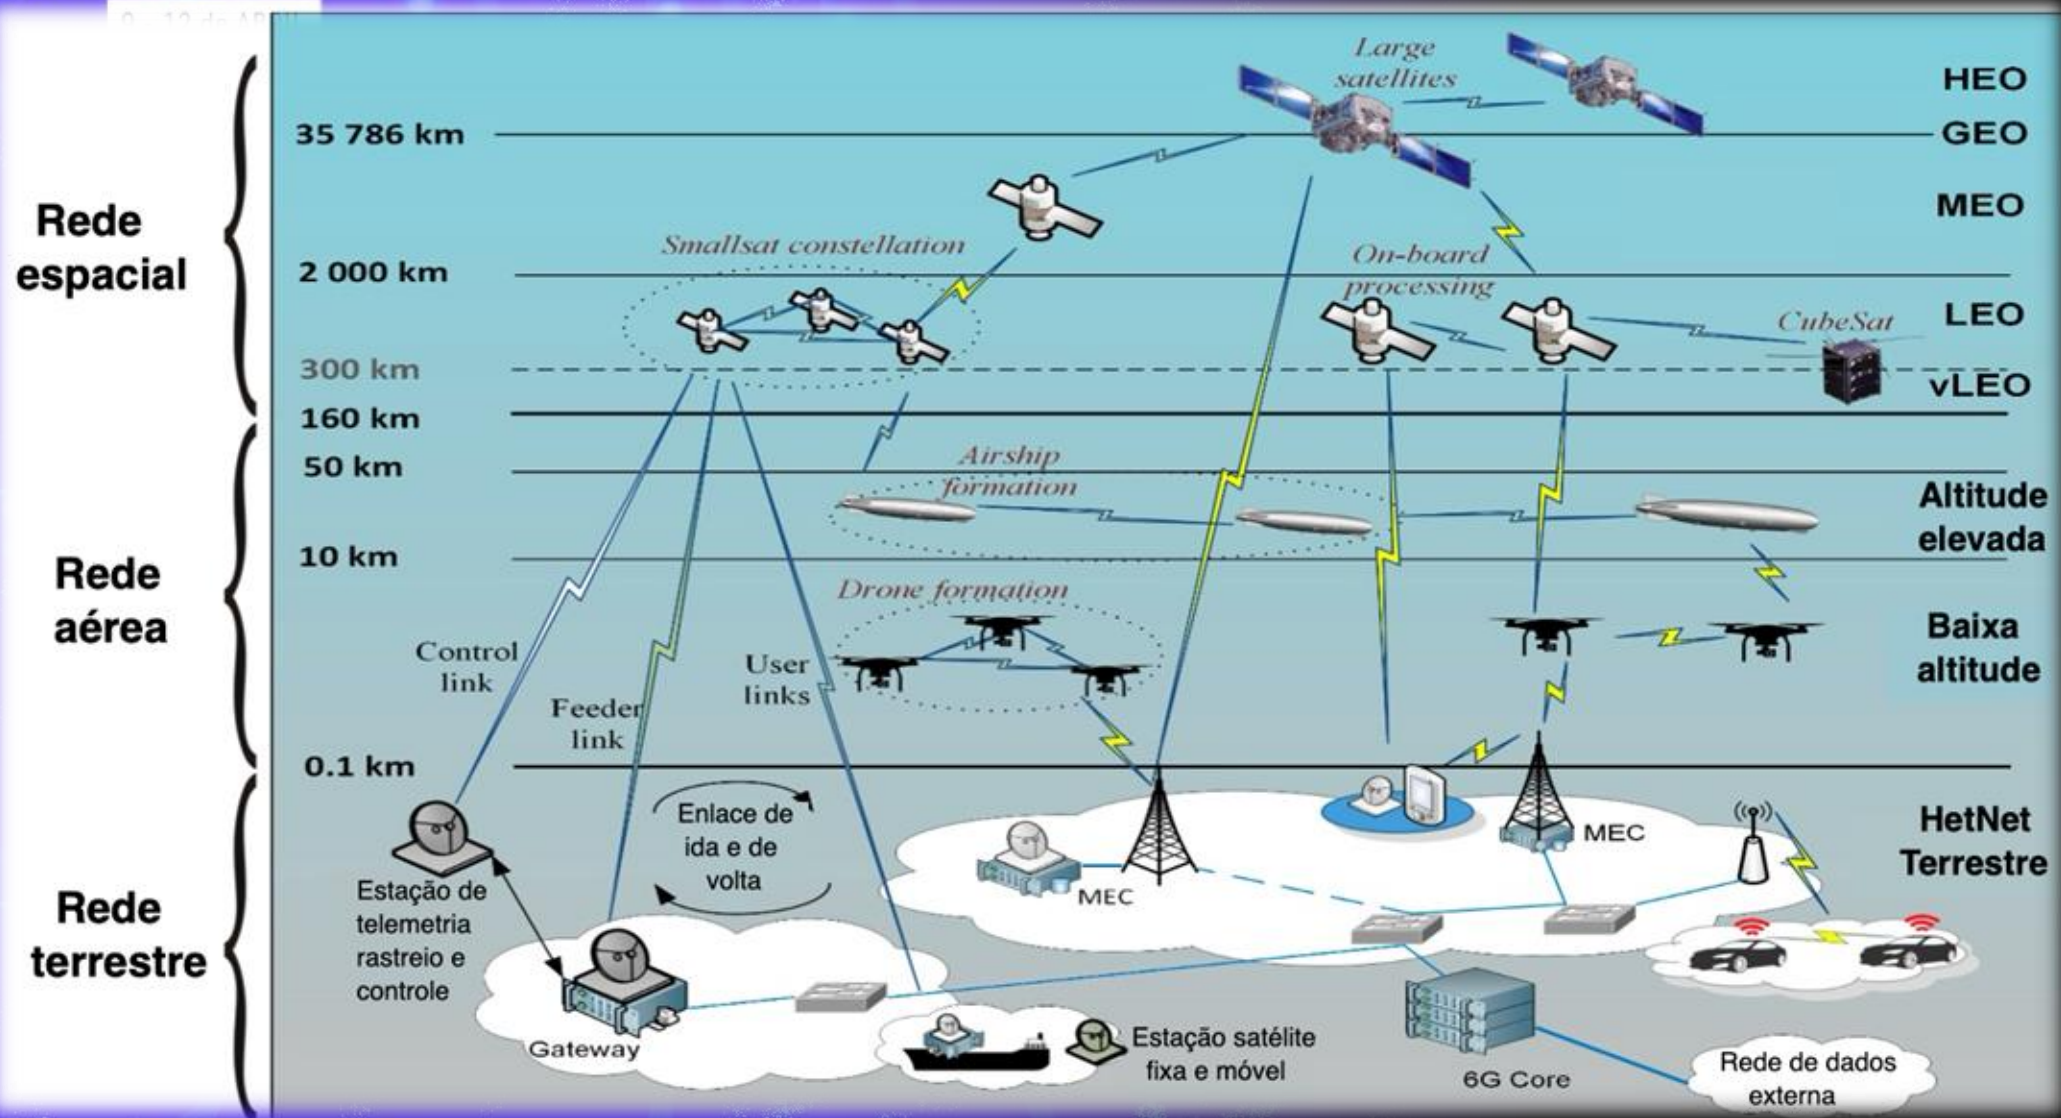 Large
satellites
HEO
35 786 km
GEO
Rede
espacial
MEO
Smallsat constellation
On-board
processing
2 000 km
LEO
CubeSat
300 km
vLEO
160 km
50 km
Airship
formation
Altitude
elevada
10 km
Rede
aérea
Drone formation
Baixa
altitude
Control
link
User
links
Feeder
link
0.1 km
Enlace de
ida e de
volta
MEC
HetNet
Terrestre
MEC
Rede
terrestre
Estação de
telemetria
rastreio e
controle
Gateway
Estação satélite
fixa e móvel
6G Core
Rede de dados
externa